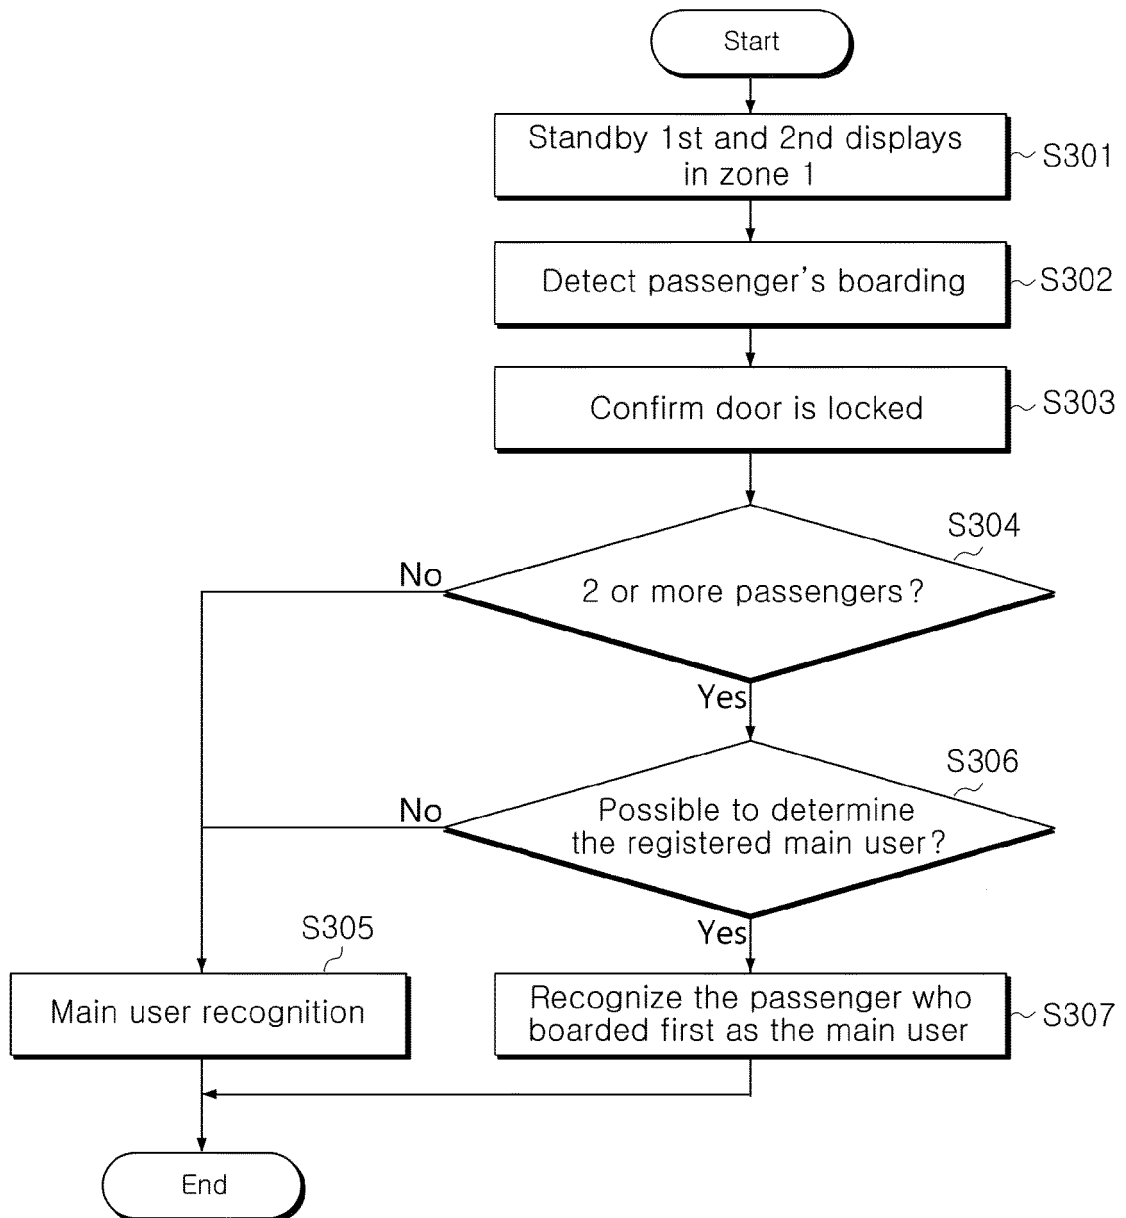 Start
Standby 1st and 2nd displays
in zone 1
S301
Detect passenger's boarding
S302
Confirm door is locked
S303
S304
No
2 or more passengers?
Yes
S306
No
Possible to determine
the registered main user?
Yes
S305
Main user recognition
Recognize the passenger who
boarded first as the main user
S307
End